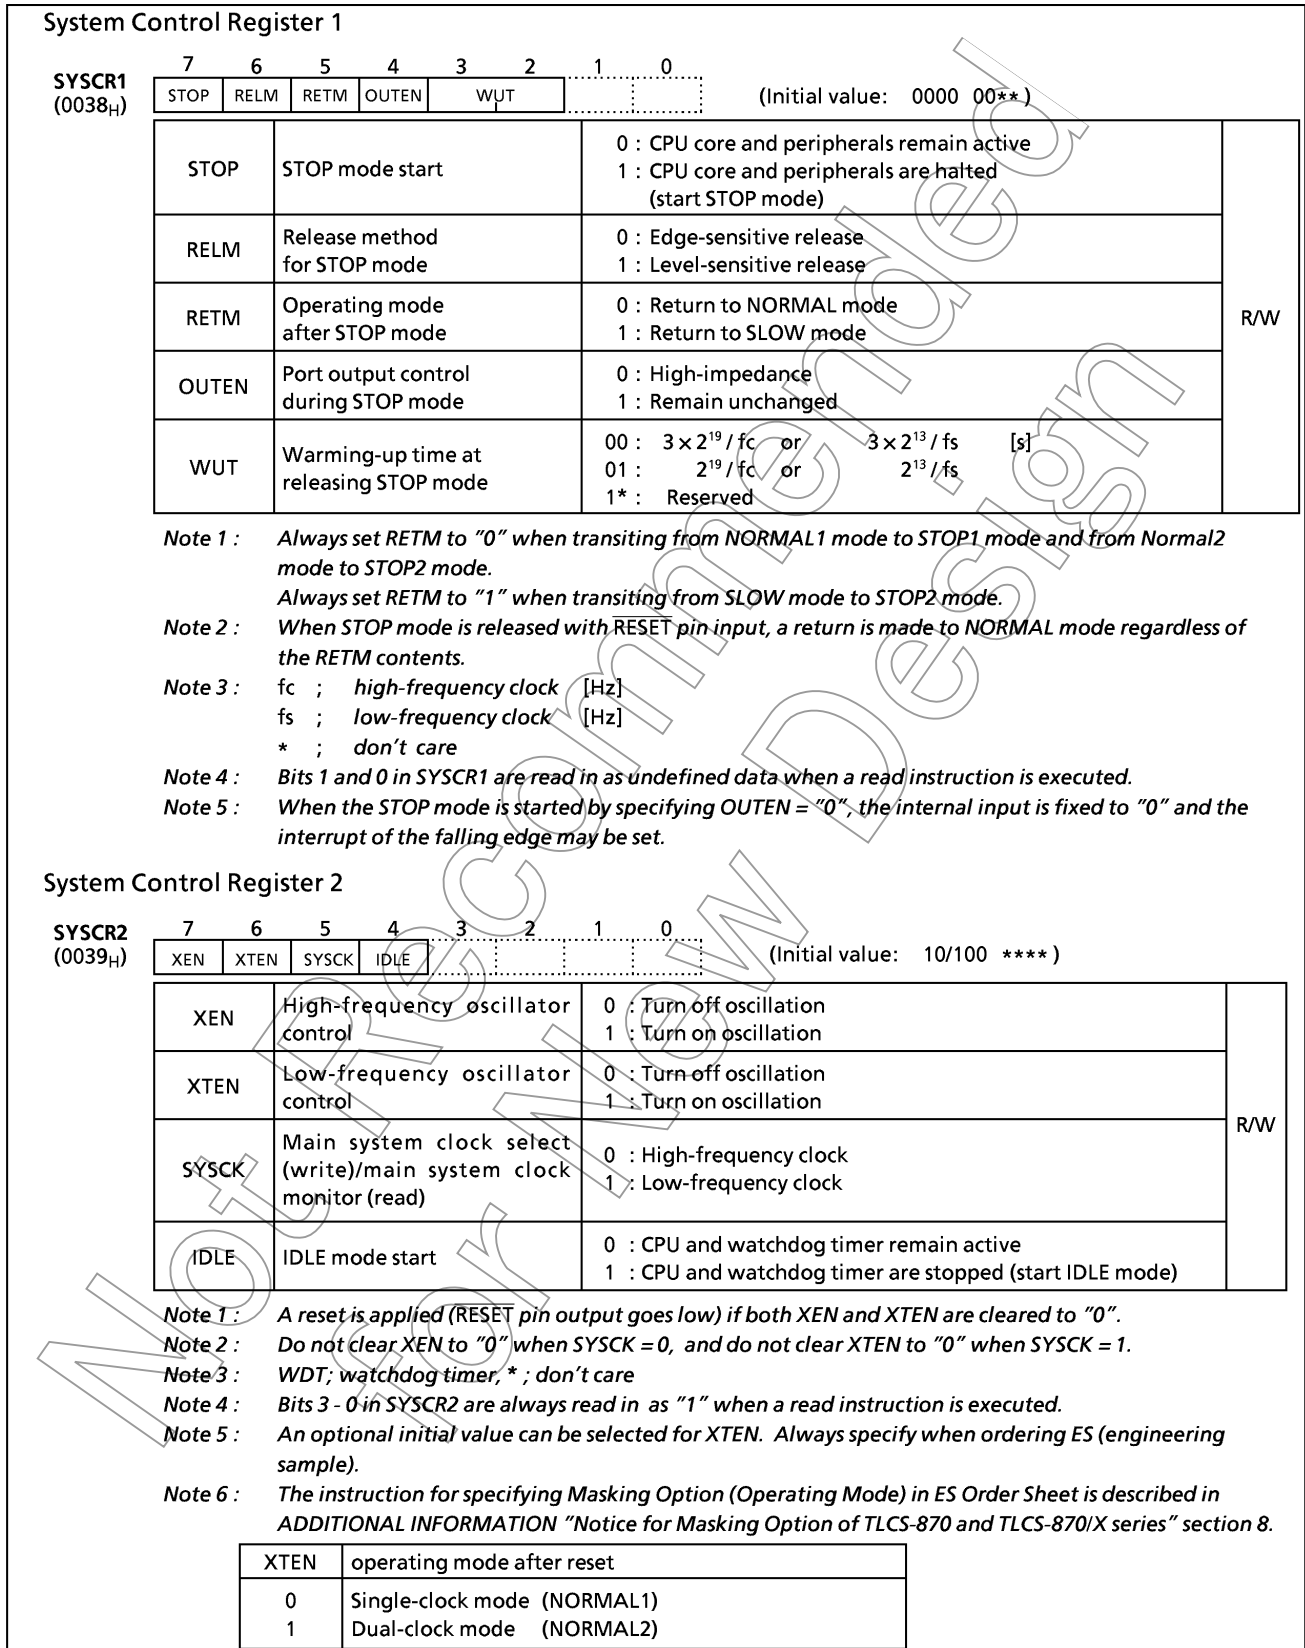 System Control Register 1
7 6 5 4 3 2 1 0
SYSCR1
(0038H)
STOP RELM RETM OUTEN WUT
(Initial value: 0000 00**)
STOP
STOP mode start
0 : CPU core and peripherals remain active
1 : CPU core and peripherals are halted
(start STOP mode)
R/W
RELM
Release method
for STOP mode
0 : Edge-sensitive release
1 : Level-sensitive release
RETM
Operating mode
after STOP mode
0 : Return to NORMAL mode
1 : Return to SLOW mode
OUTEN
Port output control
during STOP mode
0 : High-impedance
1 : Remain unchanged
WUT
Warming-up time at
releasing STOP mode
00 : 3 × 2¹⁹ / fc or 3 × 2¹³ / fs [s]
01 : 2¹⁹ / fc or 2¹³ / fs
1* : Reserved
Note 1 : Always set RETM to "0" when transiting from NORMAL1 mode to STOP1 mode and from Normal2
mode to STOP2 mode.
Always set RETM to "1" when transiting from SLOW mode to STOP2 mode.
Note 2 : When STOP mode is released with RESET pin input, a return is made to NORMAL mode regardless of
the RETM contents.
Note 3 : fc ; high-frequency clock [Hz]
fs ; low-frequency clock [Hz]
* ; don't care
Note 4 : Bits 1 and 0 in SYSCR1 are read in as undefined data when a read instruction is executed.
Note 5 : When the STOP mode is started by specifying OUTEN = "0", the internal input is fixed to "0" and the
interrupt of the falling edge may be set.
System Control Register 2
7 6 5 4 3 2 1 0
SYSCR2
(0039H)
XEN XTEN SYSCK IDLE
(Initial value: 10/100 ****)
XEN
High-frequency oscillator
control
0 : Turn off oscillation
1 : Turn on oscillation
R/W
XTEN
Low-frequency oscillator
control
0 : Turn off oscillation
1 : Turn on oscillation
SYSCK
Main system clock select
(write)/main system clock
monitor (read)
0 : High-frequency clock
1 : Low-frequency clock
IDLE
IDLE mode start
0 : CPU and watchdog timer remain active
1 : CPU and watchdog timer are stopped (start IDLE mode)
Note 1 : A reset is applied (RESET pin output goes low) if both XEN and XTEN are cleared to "0".
Note 2 : Do not clear XEN to "0" when SYSCK = 0, and do not clear XTEN to "0" when SYSCK = 1.
Note 3 : WDT; watchdog timer, * ; don't care
Note 4 : Bits 3 - 0 in SYSCR2 are always read in as "1" when a read instruction is executed.
Note 5 : An optional initial value can be selected for XTEN. Always specify when ordering ES (engineering
sample).
Note 6 : The instruction for specifying Masking Option (Operating Mode) in ES Order Sheet is described in
ADDITIONAL INFORMATION "Notice for Masking Option of TLCS-870 and TLCS-870/X series" section 8.
XTEN operating mode after reset
0 Single-clock mode (NORMAL1)
1 Dual-clock mode (NORMAL2)
Not Recommended
for New Design